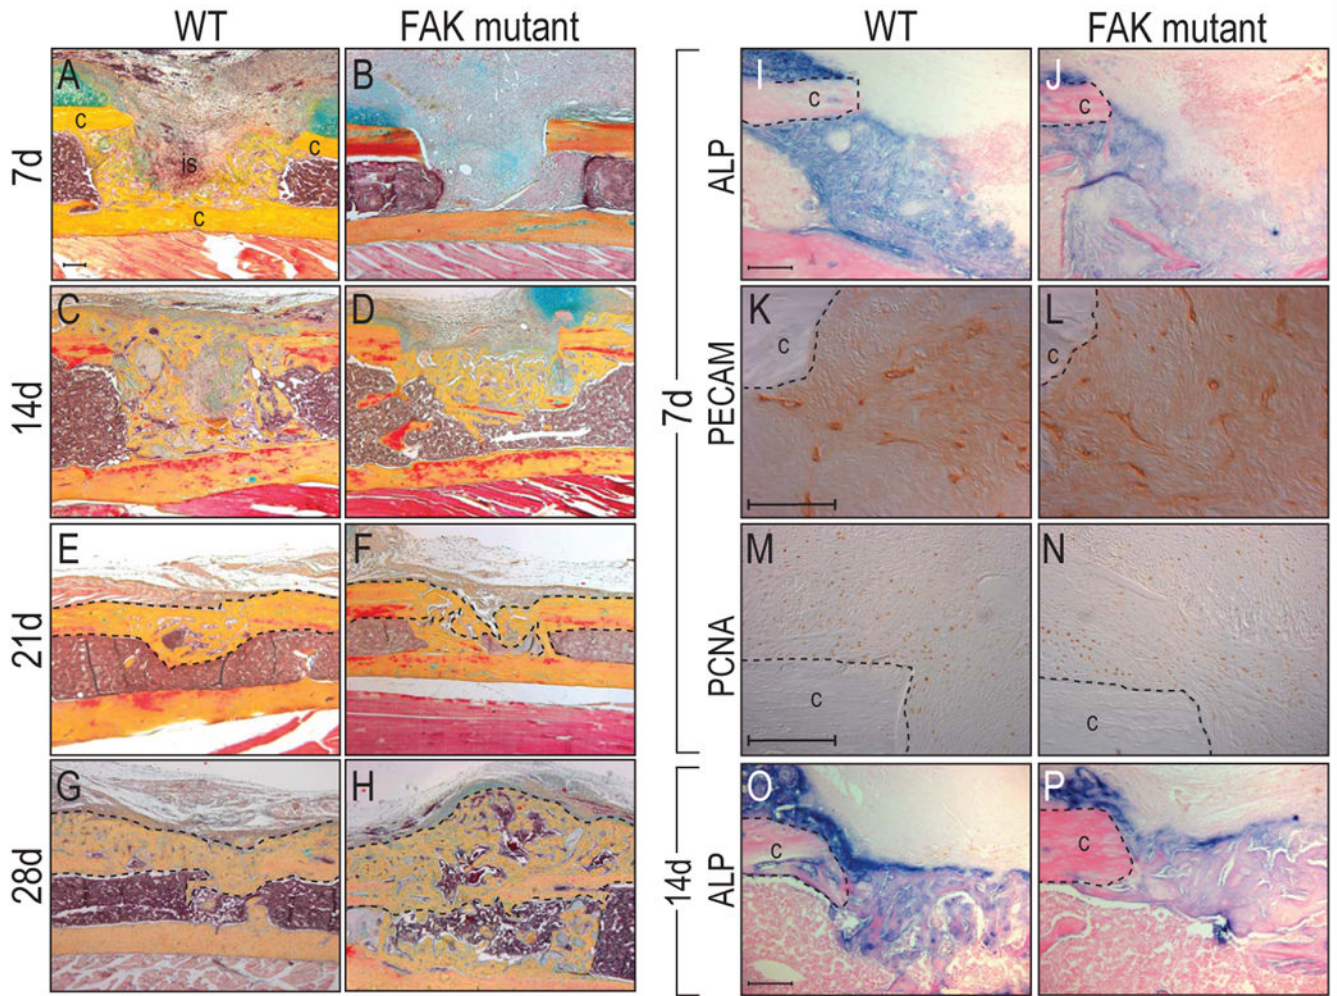 WT FAK mutant WT FAK mutant
7d A c c is c B
14d C D
21d E F
28d G H
7d
ALP I c J c
PECAM K c L c
PCNA M c N c
14d
ALP O c P c